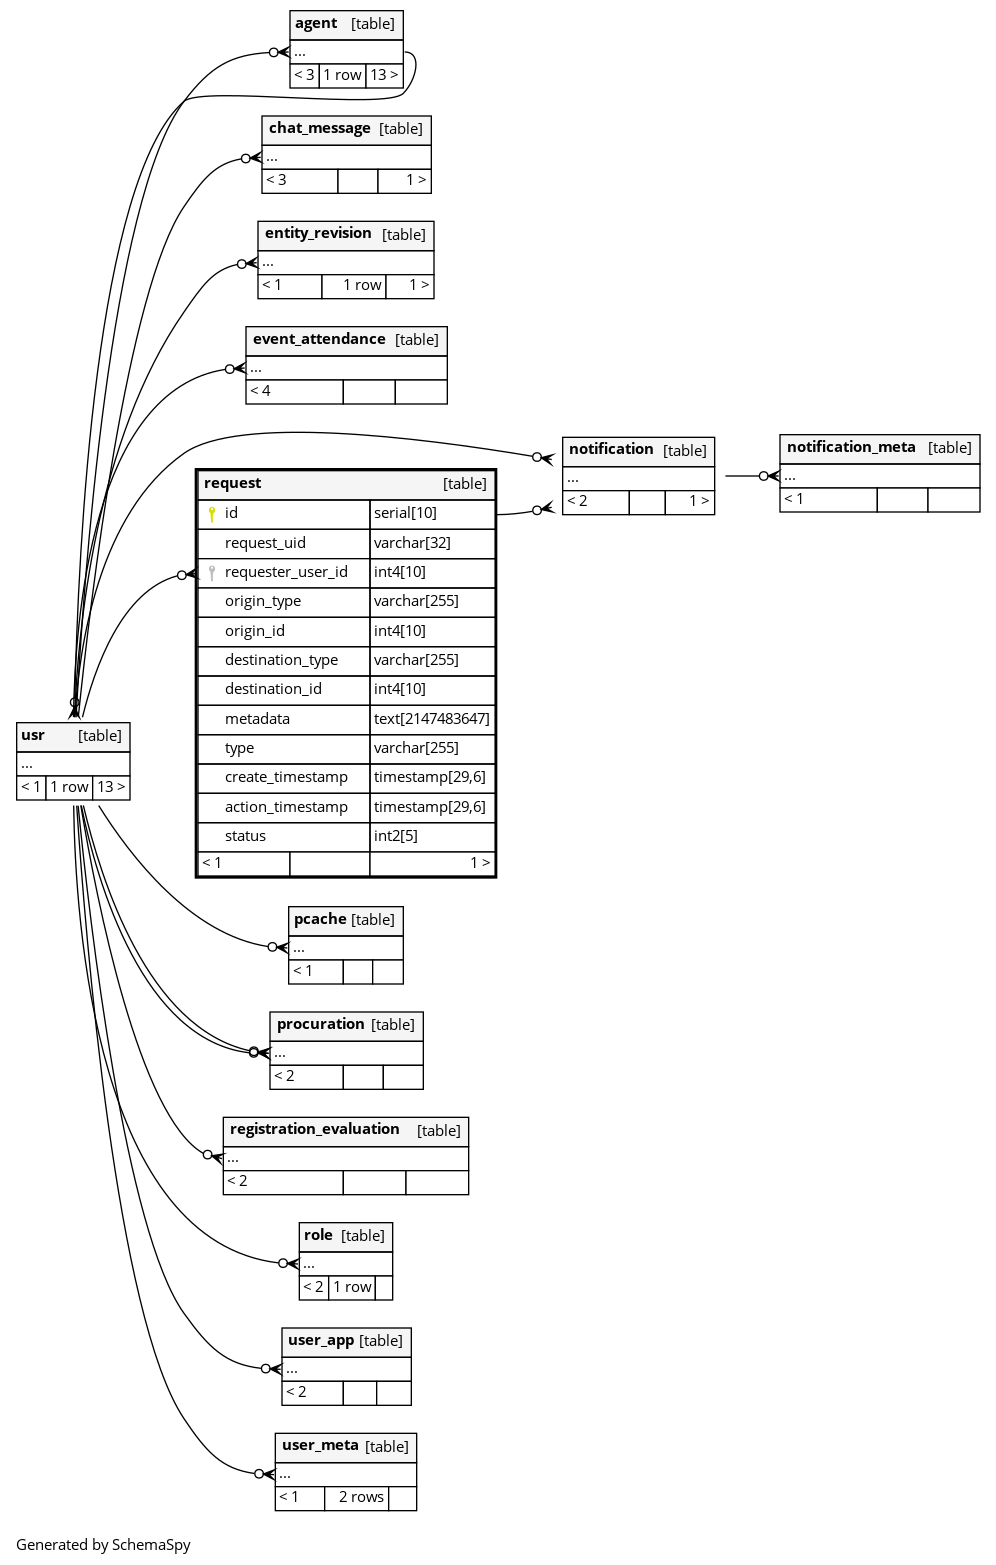 agent [table]
...
< 3 1 row 13 >
chat_message [table]
...
< 3 1 >
entity_revision [table]
...
< 1 1 row 1 >
event_attendance [table]
...
< 4
notification [table]
...
< 2 1 >
notification_meta [table]
...
< 1
request [table]
id serial[10]
request_uid varchar[32]
requester_user_id int4[10]
origin_type varchar[255]
origin_id int4[10]
destination_type varchar[255]
destination_id int4[10]
metadata text[2147483647]
type varchar[255]
create_timestamp timestamp[29,6]
action_timestamp timestamp[29,6]
status int2[5]
< 1 1 >
usr [table]
...
< 1 1 row 13 >
pcache [table]
...
< 1
procuration [table]
...
< 2
registration_evaluation [table]
...
< 2
role [table]
...
< 2 1 row
user_app [table]
...
< 2
user_meta [table]
...
< 1 2 rows
Generated by SchemaSpy